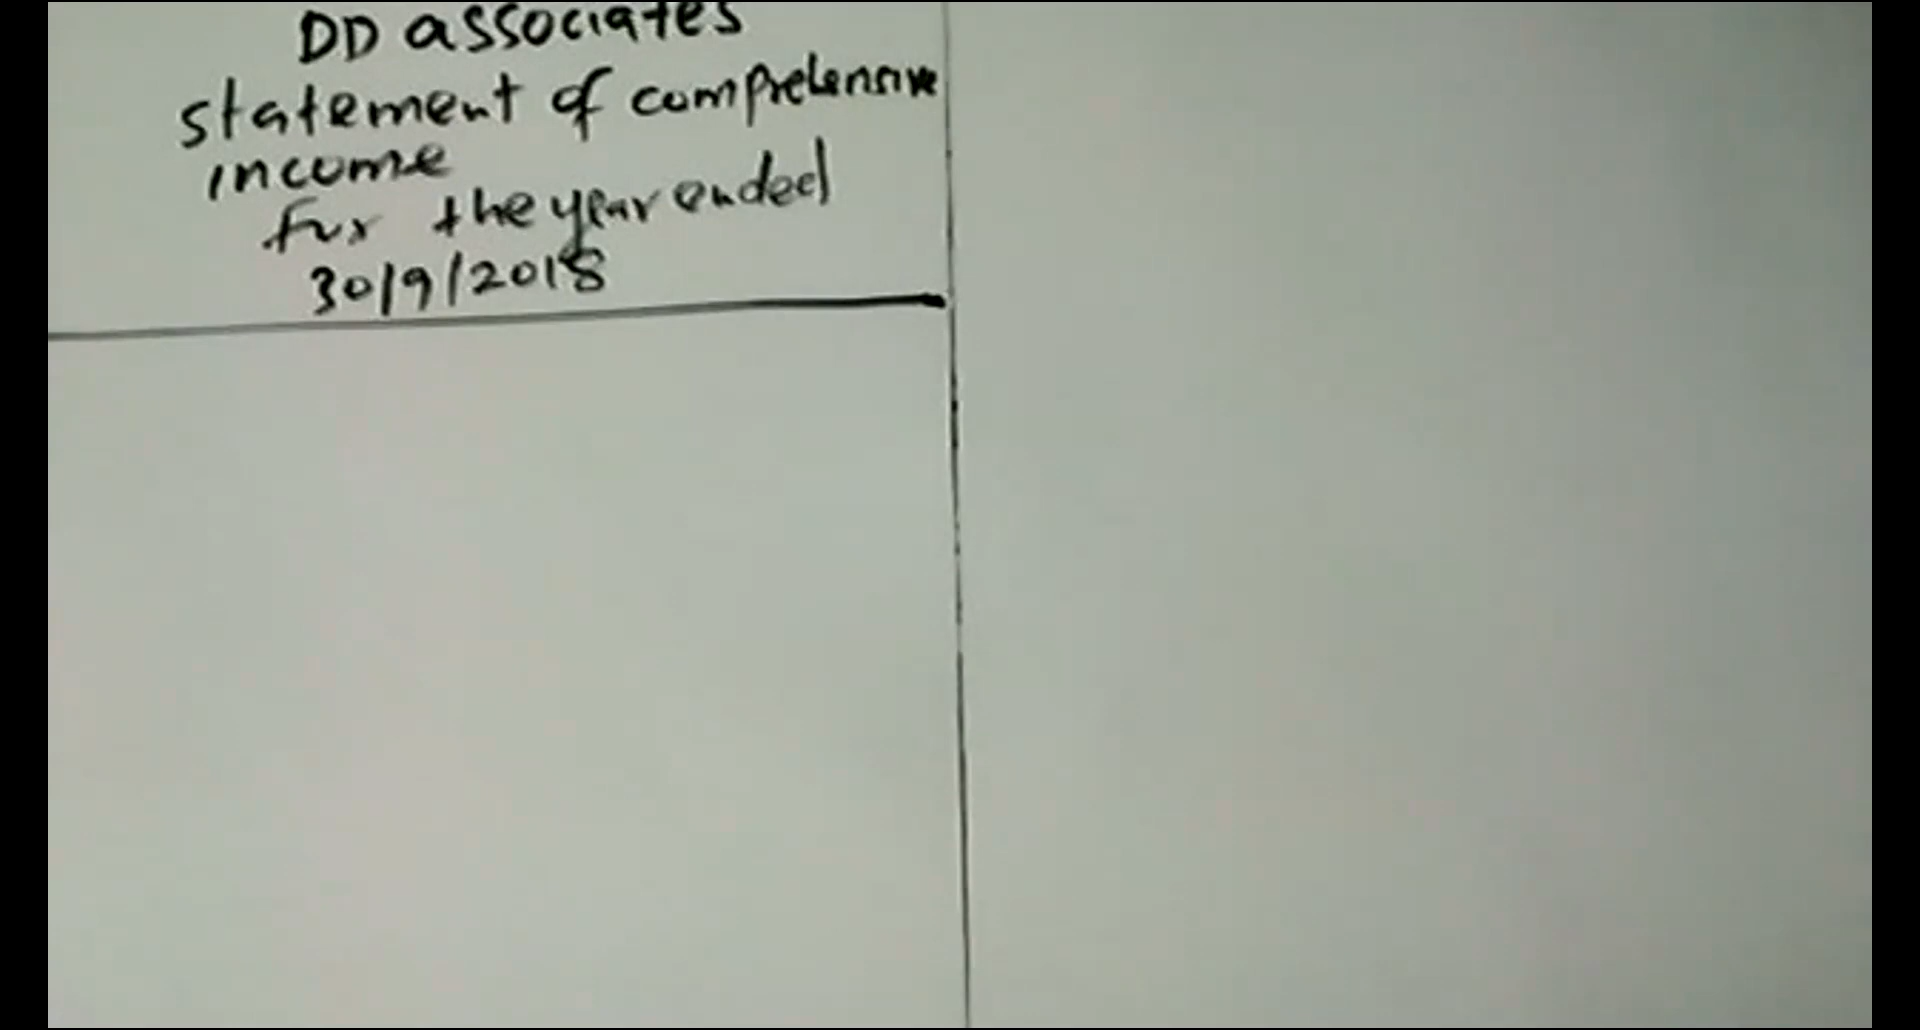 DD associates
statement of comprehensive
income
for the year ended
30/9/2018